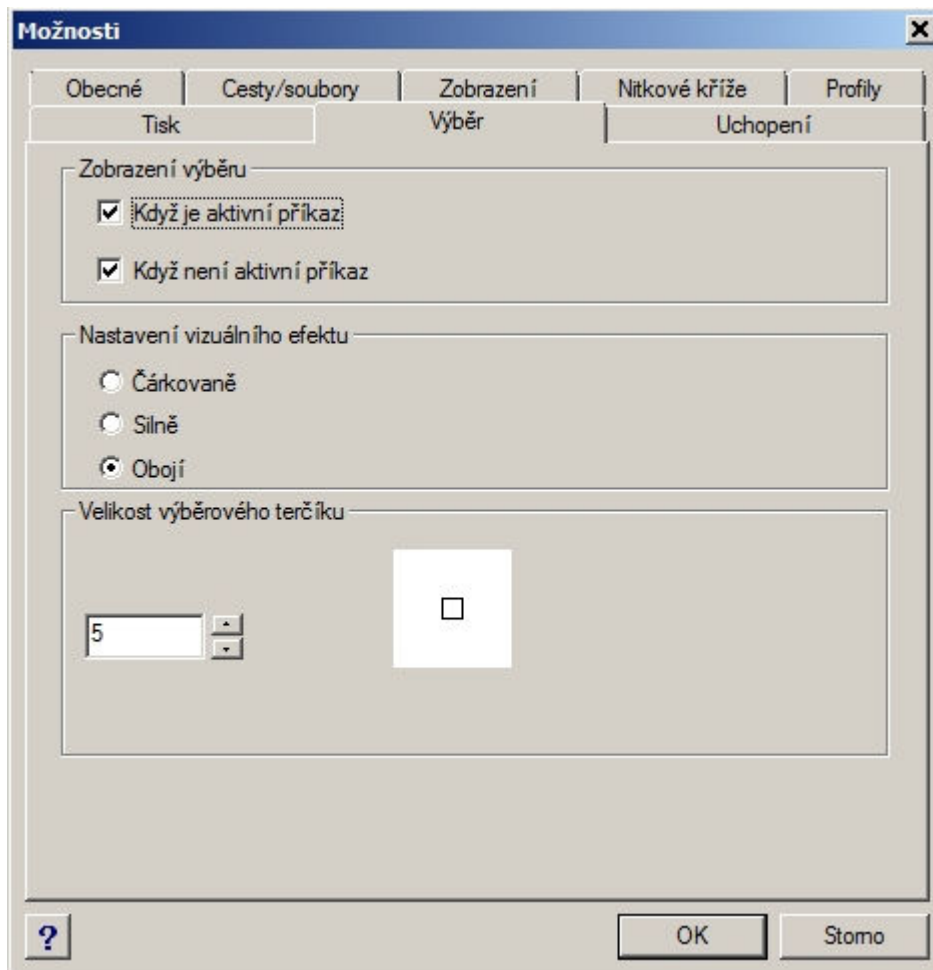 Možnosti
Obecné Cesty/soubory Zobrazení Nitkové kříže Profily
Tisk Výběr Uchopení
Zobrazení výběru
Když je aktivní příkaz
Když není aktivní příkaz
Nastavení vizuálního efektu
Čárkovaně
Silně
Obojí
Velikost výběrového terčíku
5
? OK Storno